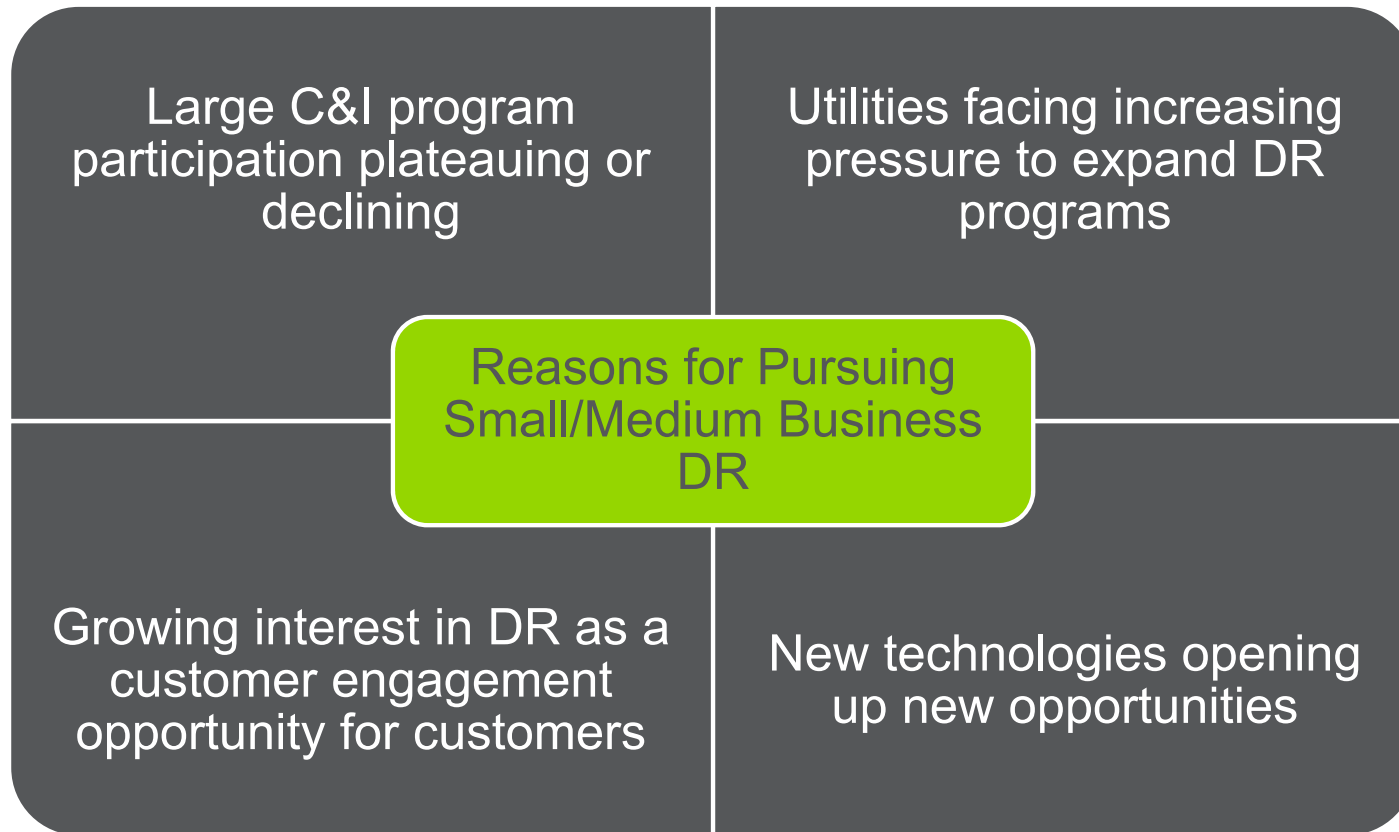 Large C&I program
participation plateauing or
declining
Utilities facing increasing
pressure to expand DR
programs
Reasons for Pursuing
Small/Medium Business
DR
Growing interest in DR as a
customer engagement
opportunity for customers
New technologies opening
up new opportunities